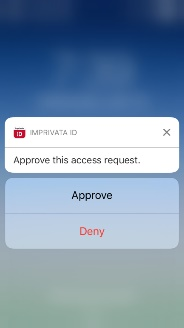 IMPRIVATA ID
Approve this access request.
Approve
Deny